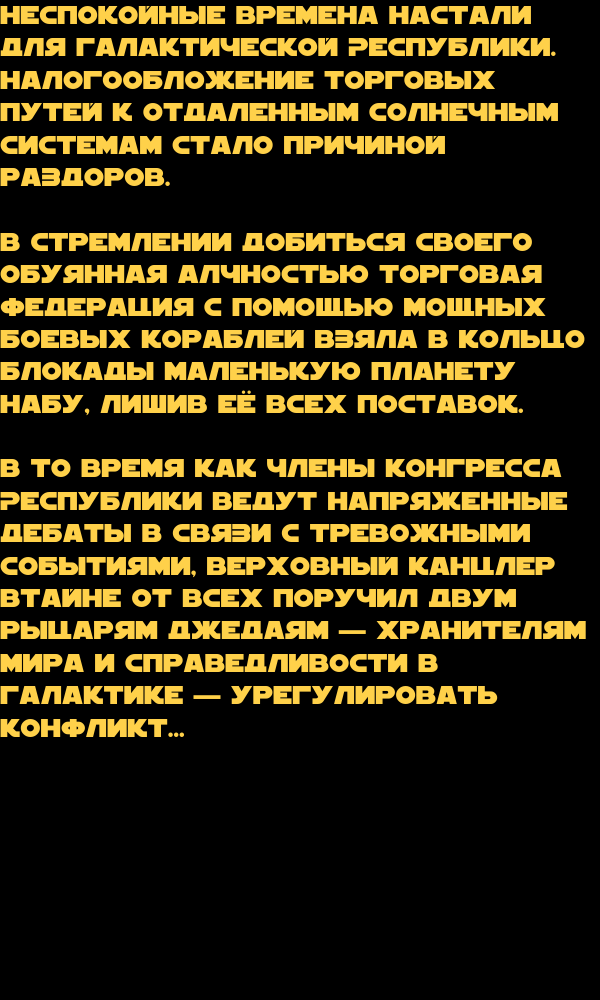 НЕСПОКОЙНЫЕ ВРЕМЕНА НАСТАЛИ
ДЛЯ ГАЛАКТИЧЕСКОЙ РЕСПУБЛИКИ.
НАЛОГООБЛОЖЕНИЕ ТОРГОВЫХ
ПУТЕЙ К ОТДАЛЕННЫМ СОЛНЕЧНЫМ
СИСТЕМАМ СТАЛО ПРИЧИНОЙ
РАЗДОРОВ.

В СТРЕМЛЕНИИ ДОБИТЬСЯ СВОЕГО
ОБУЯННАЯ АЛЧНОСТЬЮ ТОРГОВАЯ
ФЕДЕРАЦИЯ С ПОМОЩЬЮ МОЩНЫХ
БОЕВЫХ КОРАБЛЕЙ ВЗЯЛА В КОЛЬЦО
БЛОКАДЫ МАЛЕНЬКУЮ ПЛАНЕТУ
НАБУ, ЛИШИВ ЕЁ ВСЕХ ПОСТАВОК.

В ТО ВРЕМЯ КАК ЧЛЕНЫ КОНГРЕССА
РЕСПУБЛИКИ ВЕДУТ НАПРЯЖЕННЫЕ
ДЕБАТЫ В СВЯЗИ С ТРЕВОЖНЫМИ
СОБЫТИЯМИ, ВЕРХОВНЫЙ КАНЦЛЕР
ВТАЙНЕ ОТ ВСЕХ ПОРУЧИЛ ДВУМ
РЫЦАРЯМ ДЖЕДАЯМ — ХРАНИТЕЛЯМ
МИРА И СПРАВЕДЛИВОСТИ В
ГАЛАКТИКЕ — УРЕГУЛИРОВАТЬ
КОНФЛИКТ...